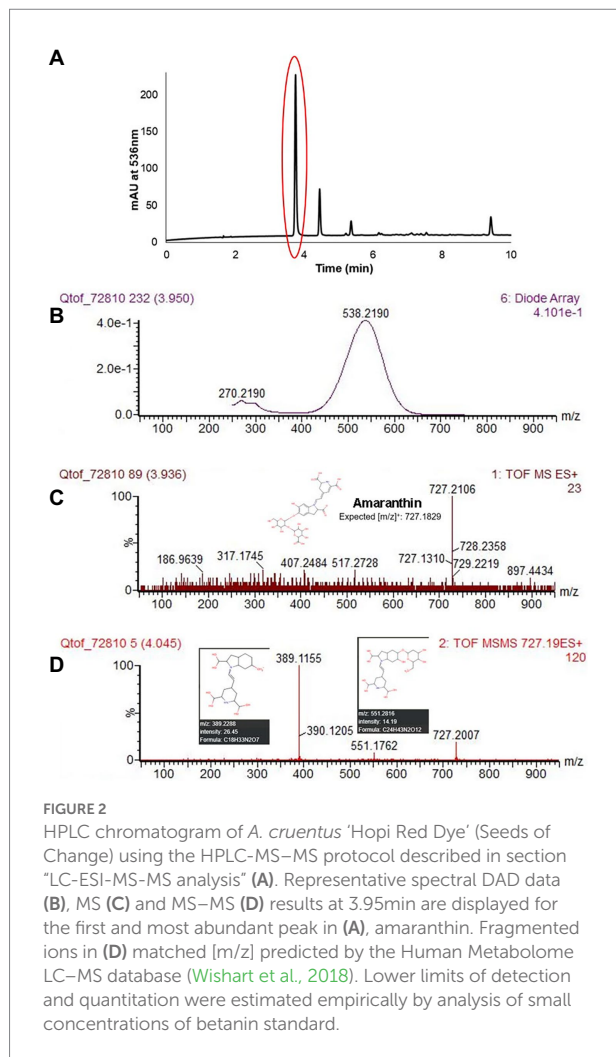 A
mAU at 536nm
200
150
100
50
0
0 2 4 6 8 10
Time (min)
Qtof_72810 232 (3.950)
6: Diode Array
4.101e-1
B
4.0e-1
2.0e-1
0.0
538.2190
270.2190
100 200 300 400 500 600 700 800 900 m/z
Qtof_72810 89 (3.936)
1: TOF MS ES+
23
C
100
%
0
Amaranthin
Expected [m/z]⁺: 727.1829
727.2106
728.2358
727.1310
729.2219
186.9639
317.1745
407.2484
517.2728
897.4434
100 200 300 400 500 600 700 800 900 m/z
Qtof_72810 5 (4.045)
2: TOF MSMS 727.19ES+
120
D
100
%
0
389.1155
390.1205
551.1762
727.2007
m/z: 389.2288
intensity: 26.45
Formula: C18H33N2O7
m/z: 551.2816
intensity: 14.19
Formula: C24H43N2O12
100 200 300 400 500 600 700 800 900 m/z
FIGURE 2
HPLC chromatogram of A. cruentus ‘Hopi Red Dye’ (Seeds of
Change) using the HPLC-MS–MS protocol described in section
“LC-ESI-MS-MS analysis” (A). Representative spectral DAD data
(B), MS (C) and MS–MS (D) results at 3.95min are displayed for
the first and most abundant peak in (A), amaranthin. Fragmented
ions in (D) matched [m/z] predicted by the Human Metabolome
LC–MS database (Wishart et al., 2018). Lower limits of detection
and quantitation were estimated empirically by analysis of small
concentrations of betanin standard.